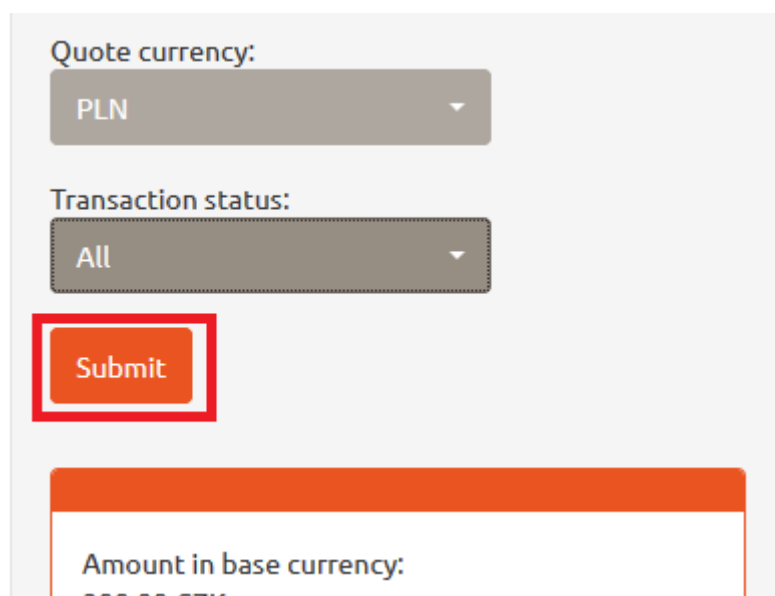 Quote currency:
PLN
Transaction status:
All
Submit
Amount in base currency: